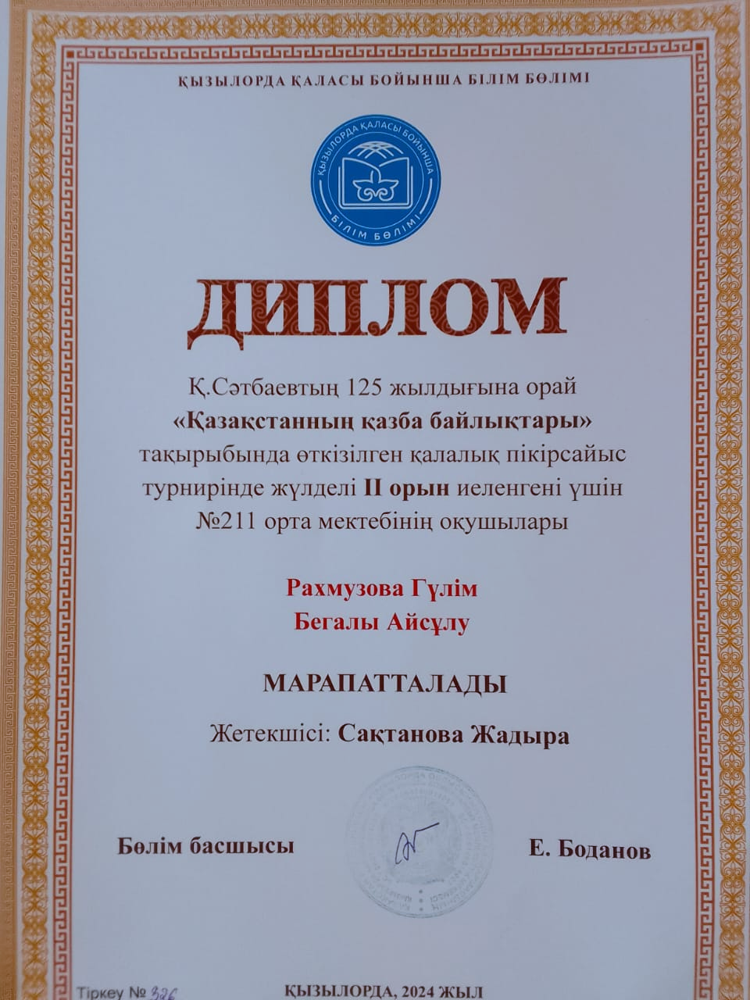 ҚЫЗЫЛОРДА ҚАЛАСЫ БОЙЫНША БІЛІМ БӨЛІМІ
ҚЫЗЫЛОРДА ҚАЛАСЫ БОЙЫНША
БІЛІМ БӨЛІМІ
ДИПЛОМ
Қ.Сәтбаевтың 125 жылдығына орай
«Қазақстанның қазба байлықтары»
тақырыбында өткізілген қалалық пікірсайыс
турнирінде жүлделі II орын иеленгені үшін
№211 орта мектебінің оқушылары
Рахмузова Гүлім
Бегалы Айсұлу
МАРАПАТТАЛАДЫ
Жетекшісі: Сақтанова Жадыра
Бөлім басшысы
Е. Боданов
Тіркеу № 326
ҚЫЗЫЛОРДА, 2024 ЖЫЛ